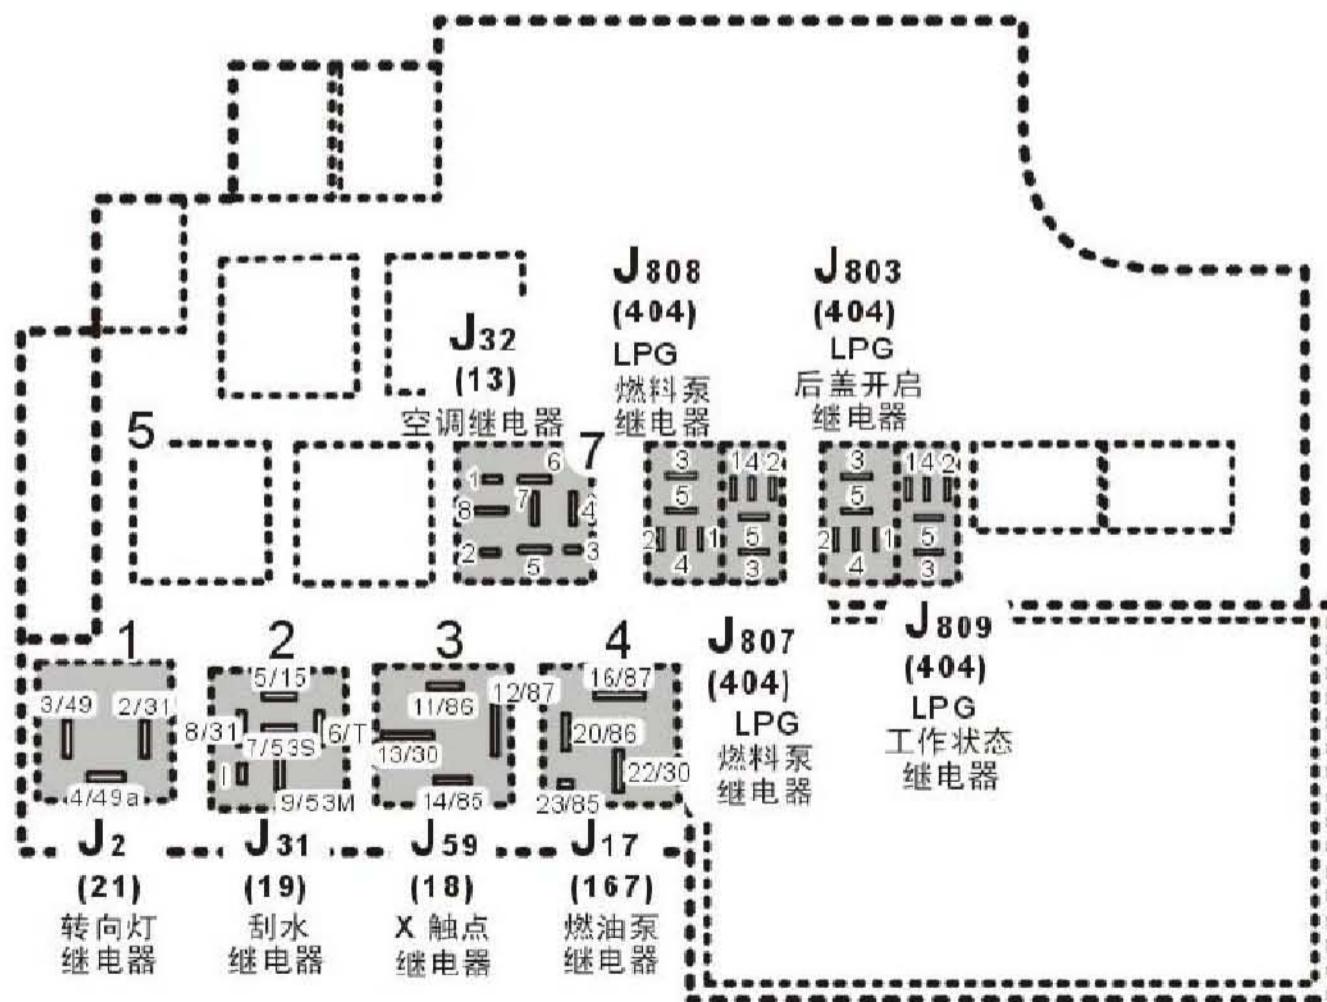 J808
(404)
LPG
燃料泵
继电器
J803
(404)
LPG
后盖开启
继电器
J32
(13)
空调继电器
5
7
1
6
8
7
4
2
5
3
3
5
2
1
4
1 4 2
5
3
3
5
2
1
4
1 4 2
5
3
1
3/49
2/31
4/49a
J2
(21)
转向灯
继电器
2
5/15
8/31
6/T
7/53S
I
9/53M
J31
(19)
刮水
继电器
3
11/86
12/87
13/30
14/85
J59
(18)
X 触点
继电器
4
16/87
20/86
22/30
23/85
J17
(167)
燃油泵
继电器
J807
(404)
LPG
燃料泵
继电器
J809
(404)
LPG
工作状态
继电器